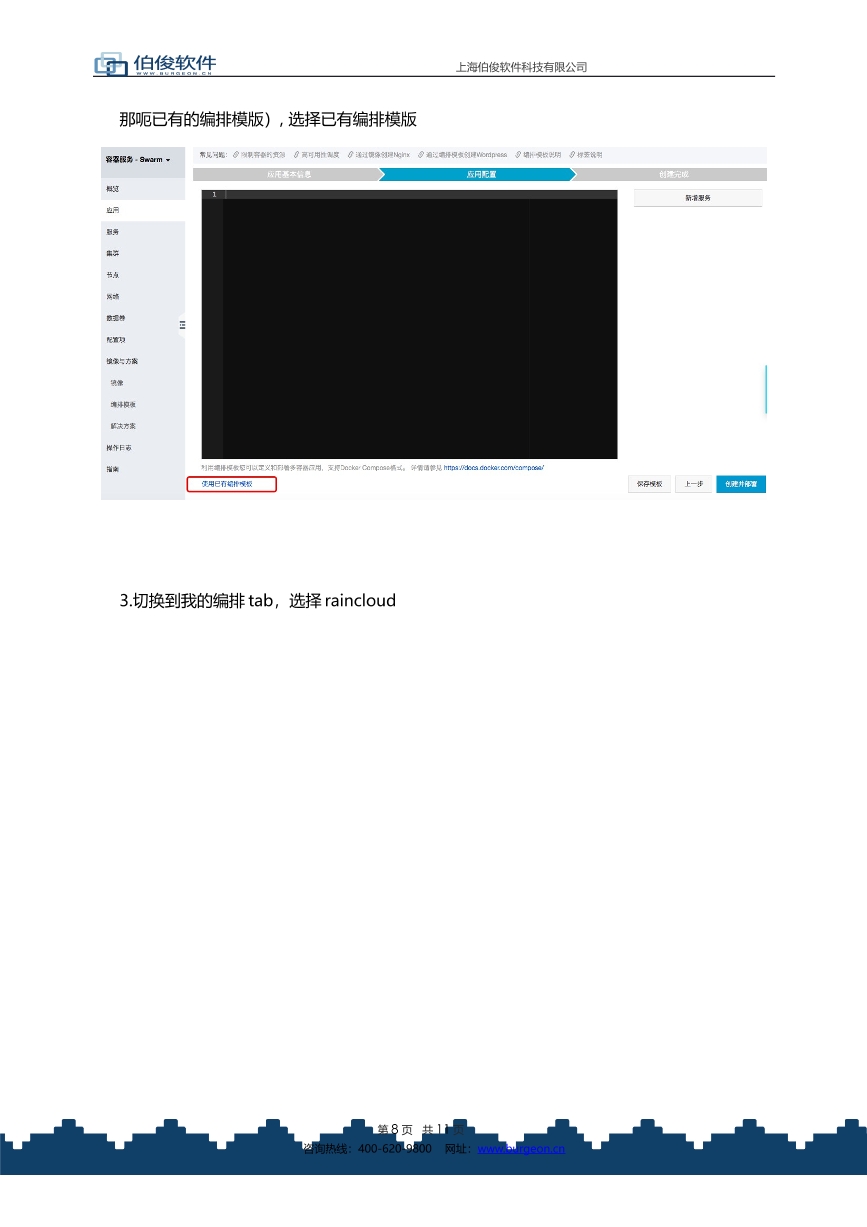 伯俊软件
WWW.BURGEON.CN
上海伯俊软件科技有限公司
那呃已有的编排模版）, 选择已有编排模版
容器服务 - Swarm
常见问题： 限制容器的资源 高可用性调度 通过镜像创建Nginx 通过编排模板创建Wordpress 编排模板说明 标签说明
应用基本信息 应用配置 创建完成
概览
应用
服务
集群
节点
网络
数据卷
配置项
镜像与方案
镜像
编排模板
解决方案
操作日志
指南
1
新增服务
利用编排模板您可以定义和部署多容器应用，支持Docker Compose格式。 详情请参见 https://docs.docker.com/compose/
使用已有编排模板
保存模板 上一步 创建并部署
3.切换到我的编排 tab，选择 raincloud
第 8 页 共 11 页
咨询热线：400-620-9800 网址：www.burgeon.cn